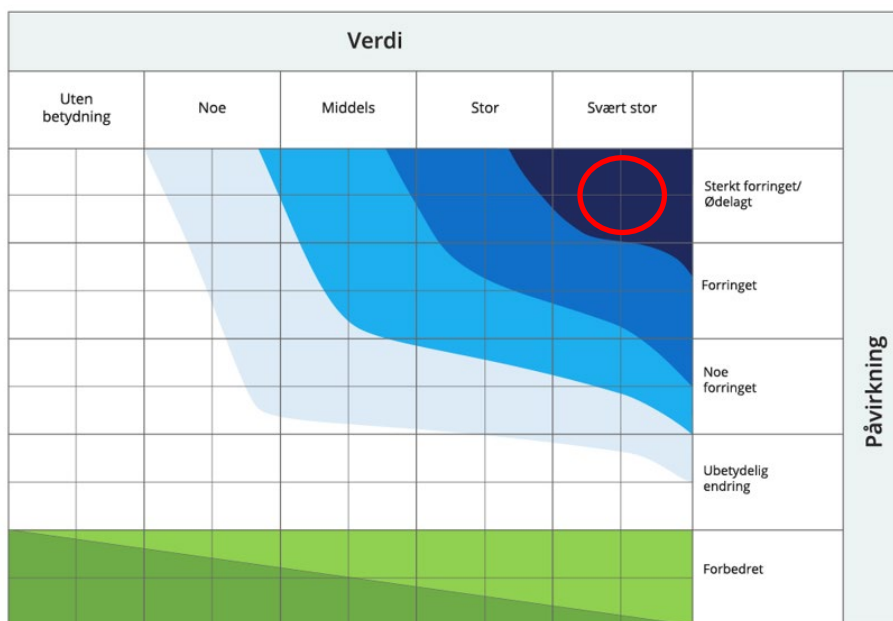 Verdi
Uten
betydning
Noe
Middels
Stor
Svært stor
Sterkt forringet/
Ødelagt
Forringet
Noe
forringet
Ubetydelig
endring
Forbedret
Påvirkning